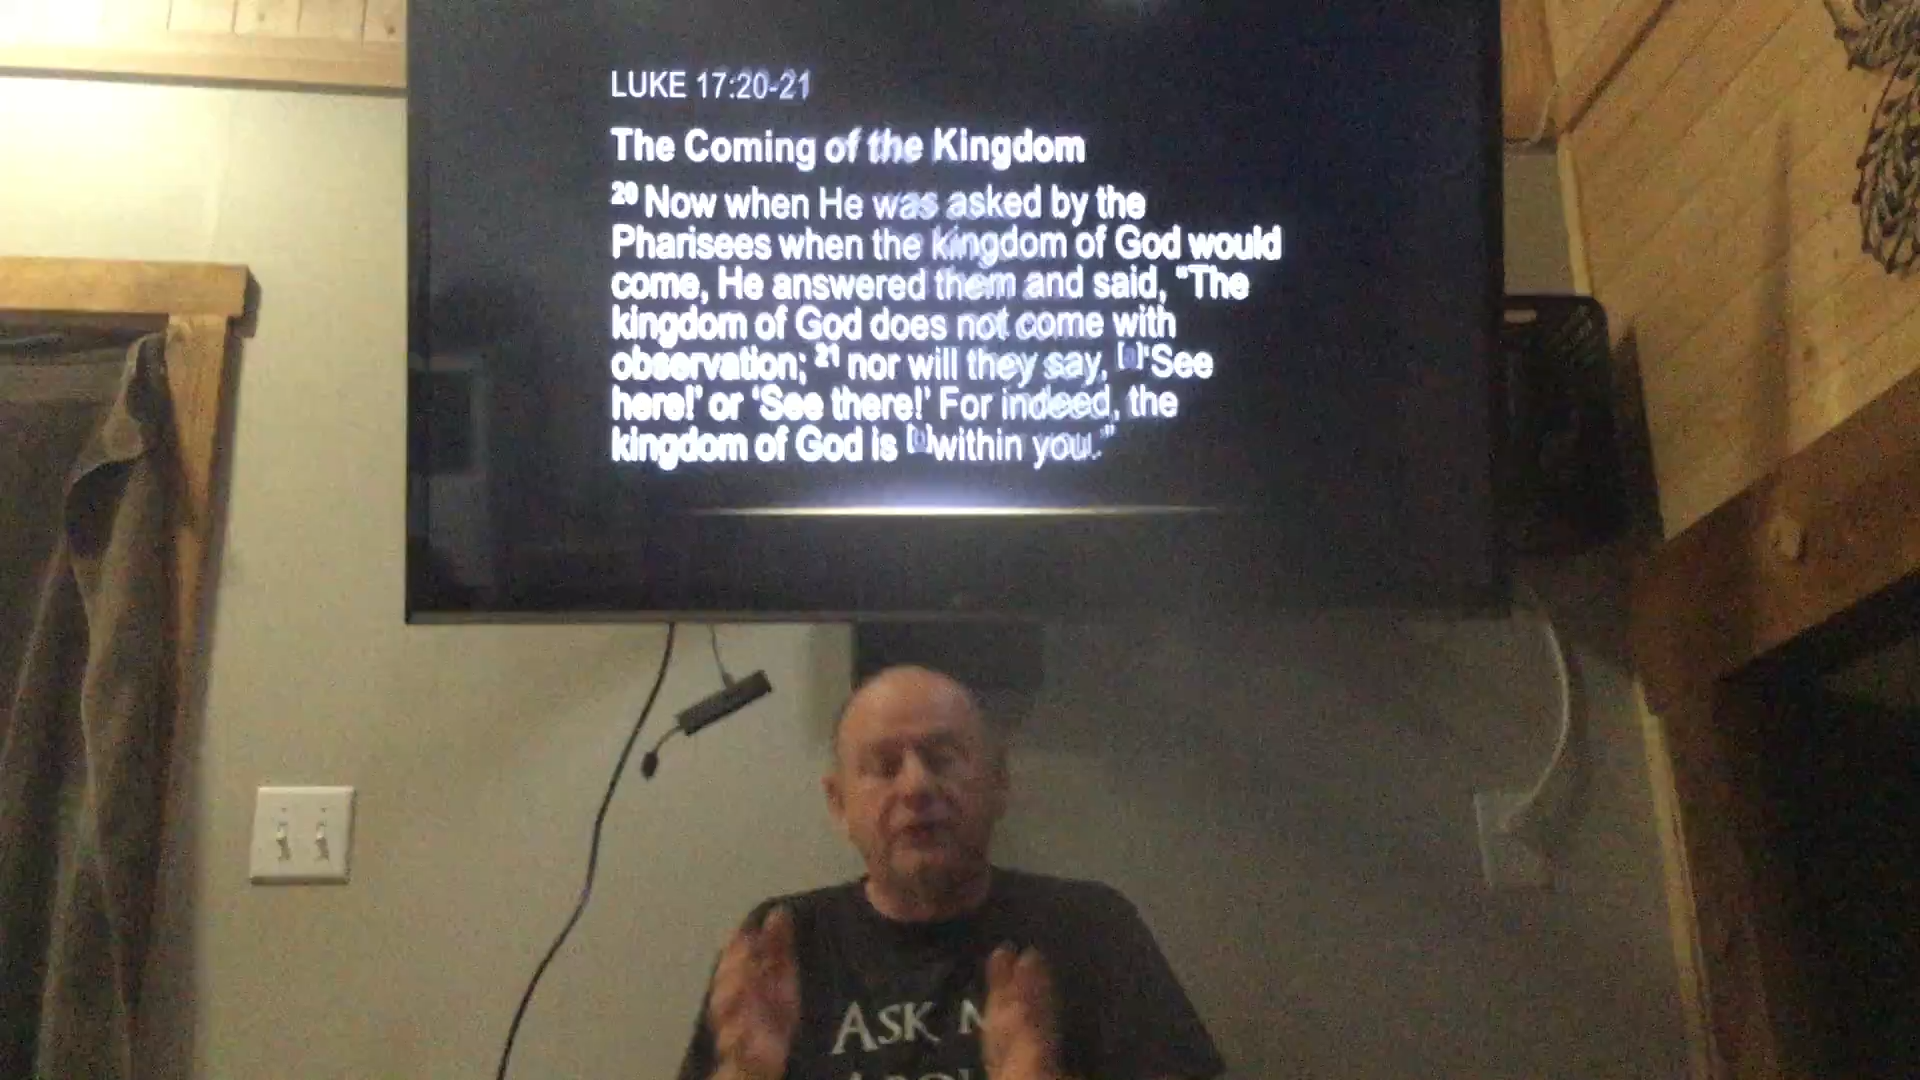 LUKE 17:20-21
The Coming of the Kingdom
20 Now when He was asked by the
Pharisees when the kingdom of God would
come, He answered them and said, “The
kingdom of God does not come with
observation; 21 nor will they say, [a]‘See
here!’ or ‘See there!’ For indeed, the
kingdom of God is [b]within you.”
ASK